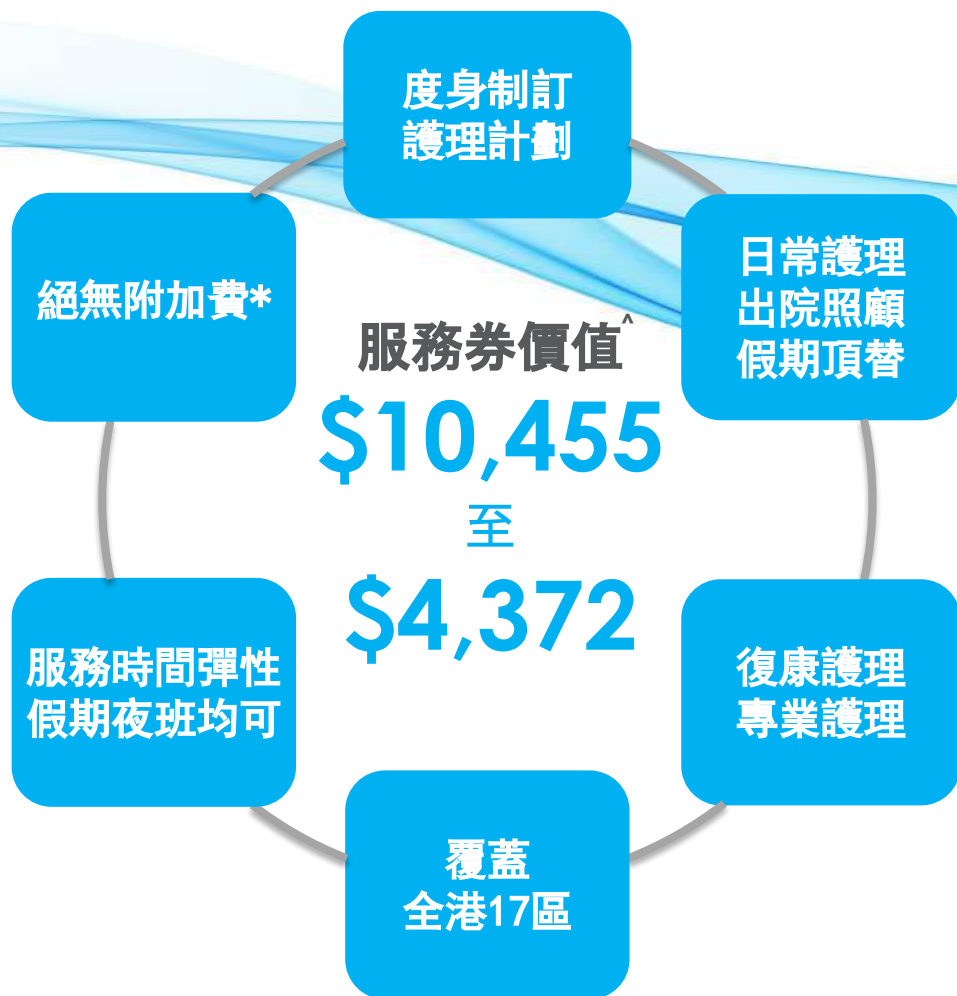 度身制訂
護理計劃
日常護理
出院照顧
假期頂替
復康護理
專業護理
覆蓋
全港17區
服務時間彈性
假期夜班均可
絕無附加費*
服務券價值^
$10,455
至
$4,372